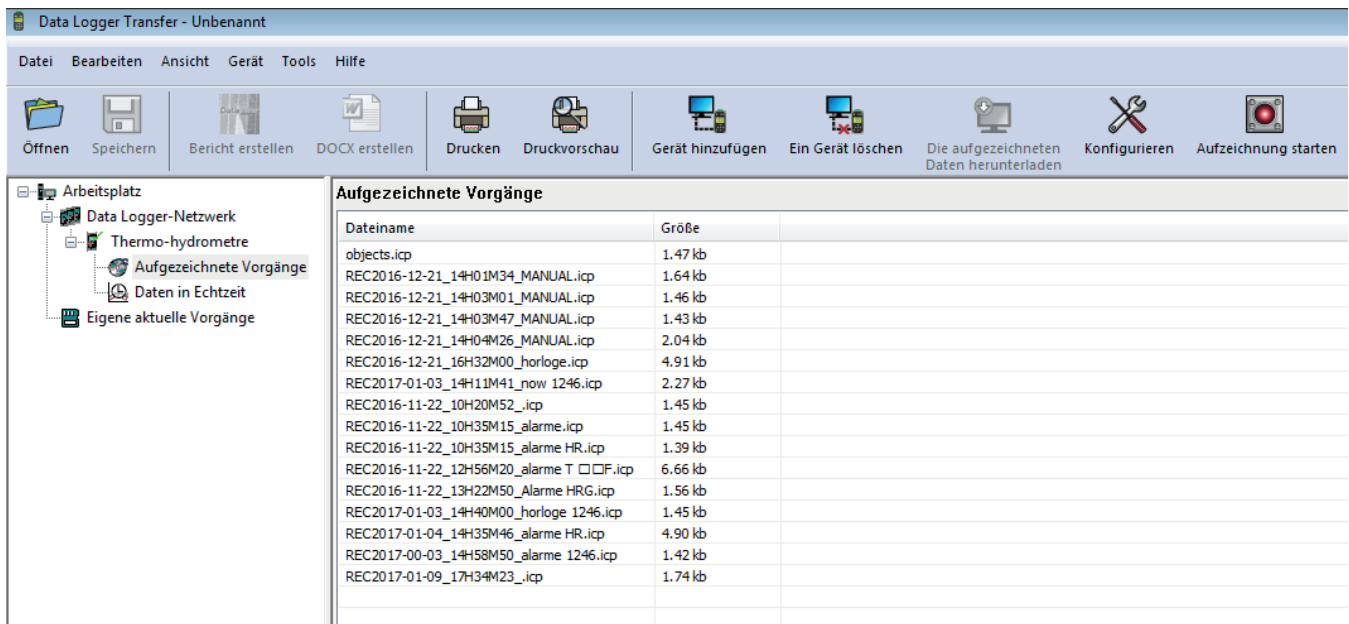 Data Logger Transfer - Unbenannt
Datei Bearbeiten Ansicht Gerät Tools Hilfe
Öffnen Speichern Bericht erstellen DOCX erstellen Drucken Druckvorschau Gerät hinzufügen Ein Gerät löschen Die aufgezeichneten Daten herunterladen Konfigurieren Aufzeichnung starten
Arbeitsplatz
Data Logger-Netzwerk
Thermo-hydrometre
Aufgezeichnete Vorgänge
Daten in Echtzeit
Eigene aktuelle Vorgänge
Aufgezeichnete Vorgänge
Dateiname Größe
objects.icp 1.47 kb
REC2016-12-21_14H01M34_MANUAL.icp 1.64 kb
REC2016-12-21_14H03M01_MANUAL.icp 1.46 kb
REC2016-12-21_14H03M47_MANUAL.icp 1.43 kb
REC2016-12-21_14H04M26_MANUAL.icp 2.04 kb
REC2016-12-21_16H32M00_horloge.icp 4.91 kb
REC2017-01-03_14H11M41_now 1246.icp 2.27 kb
REC2016-11-22_10H20M52_.icp 1.45 kb
REC2016-11-22_10H35M15_alarme.icp 1.45 kb
REC2016-11-22_10H35M15_alarme HR.icp 1.39 kb
REC2016-11-22_12H56M20_alarme T □□F.icp 6.66 kb
REC2016-11-22_13H22M50_Alarme HRG.icp 1.56 kb
REC2017-01-03_14H40M00_horloge 1246.icp 1.45 kb
REC2017-01-04_14H35M46_alarme HR.icp 4.90 kb
REC2017-00-03_14H58M50_alarme 1246.icp 1.42 kb
REC2017-01-09_17H34M23_.icp 1.74 kb